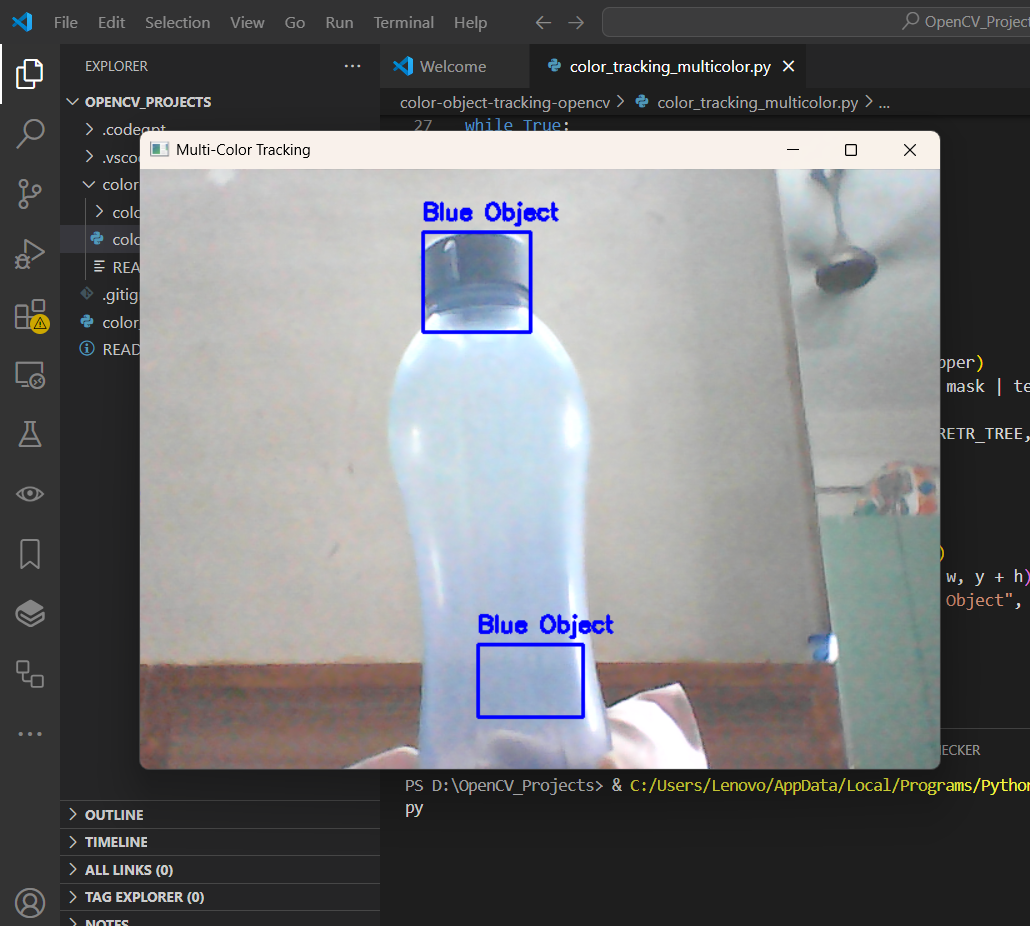 File Edit Selection View Go Run Terminal Help
OpenCV_Project
EXPLORER
Welcome
color_tracking_multicolor.py
OPENCV_PROJECTS
color-object-tracking-opencv > color_tracking_multicolor.py > ...
.codegpt
27 while True:
Multi-Color Tracking
.vsco
color
colo
colo
REA
.gitig
color_
READ
Blue Object
pper)
mask | te
RETR_TREE,
)
w, y + h)
Object",
Blue Object
ECKER
PS D:\OpenCV_Projects> & C:/Users/Lenovo/AppData/Local/Programs/Python
py
OUTLINE
TIMELINE
ALL LINKS (0)
TAG EXPLORER (0)
NOTES